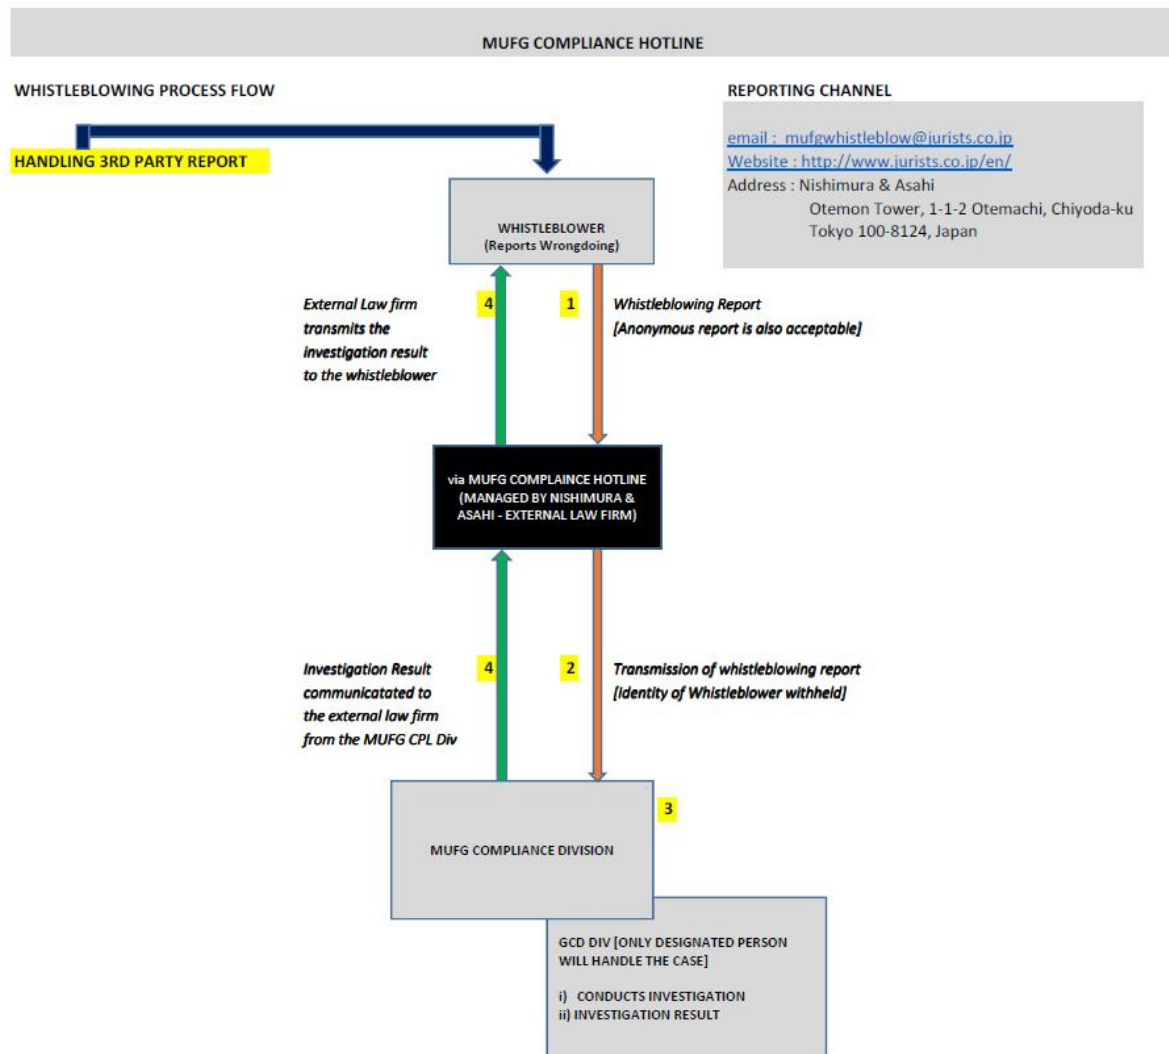 MUFG COMPLIANCE HOTLINE
WHISTLEBLOWING PROCESS FLOW
REPORTING CHANNEL
email : mufgwhistleblow@jurists.co.jp
Website : http://www.jurists.co.jp/en/
Address : Nishimura & Asahi
Otemon Tower, 1-1-2 Otemachi, Chiyoda-ku
Tokyo 100-8124, Japan
HANDLING 3RD PARTY REPORT
WHISTLEBLOWER
(Reports Wrongdoing)
External Law firm
transmits the
investigation result
to the whistleblower
4
1
Whistleblowing Report
[Anonymous report is also acceptable]
via MUFG COMPLAINCE HOTLINE
(MANAGED BY NISHIMURA &
ASAHI - EXTERNAL LAW FIRM)
Investigation Result
communicatated to
the external law firm
from the MUFG CPL Div
4
2
Transmission of whistleblowing report
[Identity of Whistleblower withheld]
3
MUFG COMPLIANCE DIVISION
GCD DIV [ONLY DESIGNATED PERSON
WILL HANDLE THE CASE]
i) CONDUCTS INVESTIGATION
ii) INVESTIGATION RESULT